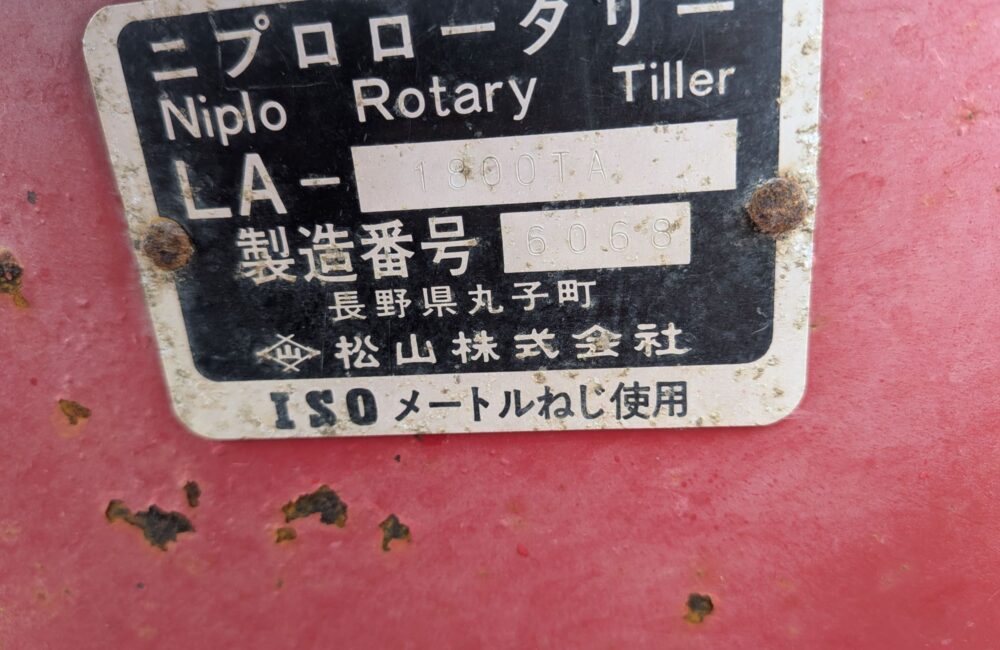 ニプロロータリー
Niplo Rotary Tiller
LA- 1800TA
製造番号 6068
長野県丸子町
山 松山株式会社
ISO メートルねじ使用